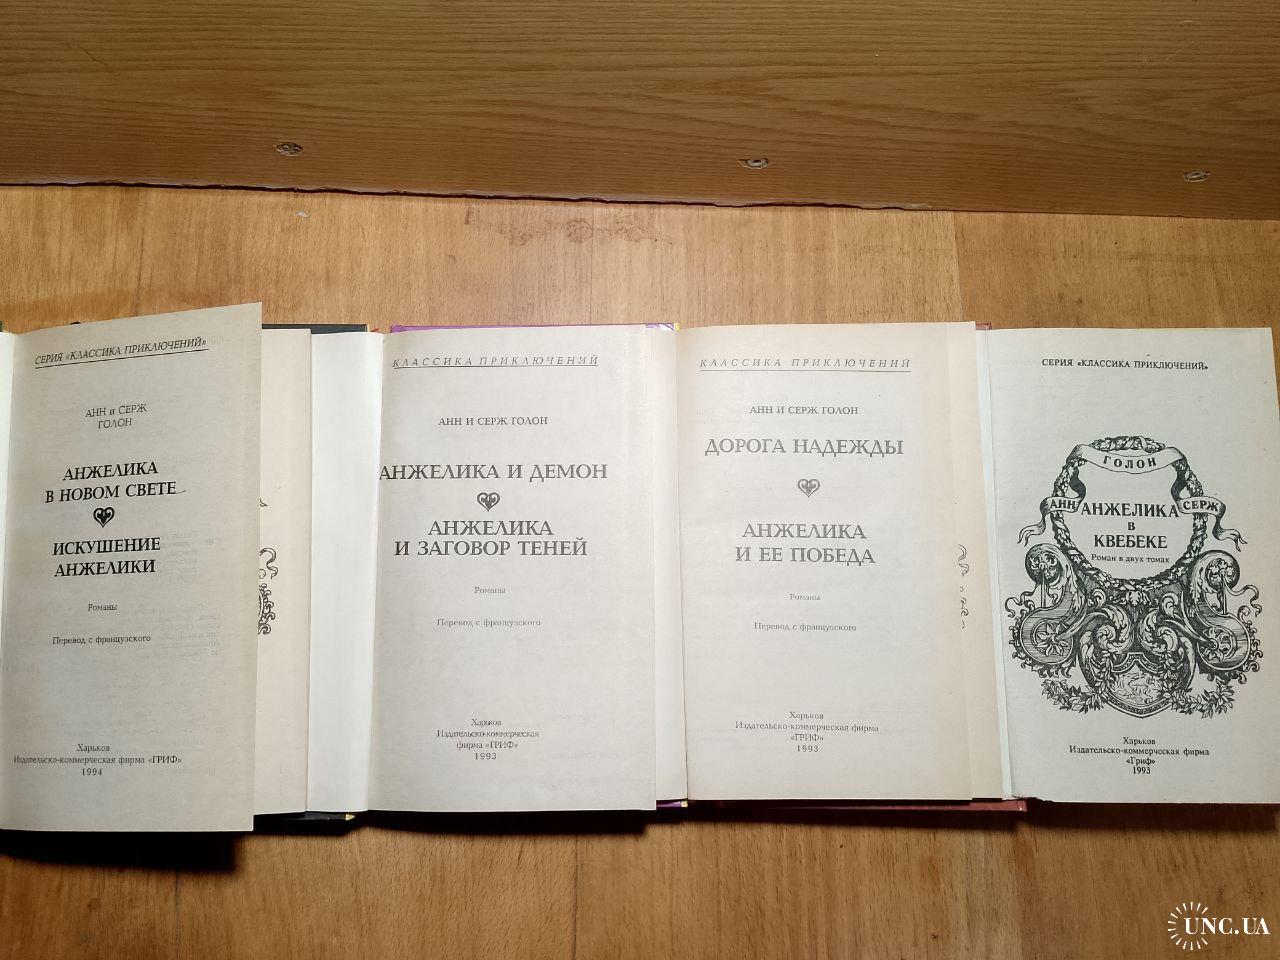 СЕРИЯ «КЛАССИКА ПРИКЛЮЧЕНИЙ»
АНН и СЕРЖ
ГОЛОН
АНЖЕЛИКА
В НОВОМ СВЕТЕ
ИСКУШЕНИЕ
АНЖЕЛИКИ
Романы
Перевод с французского
Харьков
Издательско-коммерческая фирма «ГРИФ»
1994
КЛАССИКА ПРИКЛЮЧЕНИЙ
АНН И СЕРЖ ГОЛОН
АНЖЕЛИКА И ДЕМОН
АНЖЕЛИКА
И ЗАГОВОР ТЕНЕЙ
Романы
Перевод с французского
Харьков
Издательско-коммерческая
фирма «ГРИФ»
1993
КЛАССИКА ПРИКЛЮЧЕНИЙ
АНН И СЕРЖ ГОЛОН
ДОРОГА НАДЕЖДЫ
АНЖЕЛИКА
И ЕЕ ПОБЕДА
Романы
Перевод с французского
Харьков
Издательско-коммерческая фирма
«ГРИФ»
1993
СЕРИЯ «КЛАССИКА ПРИКЛЮЧЕНИЙ»
ГОЛОН
АНН АНЖЕЛИКА СЕРЖ
В
КВЕБЕКЕ
Роман в двух томах
Харьков
Издательско-коммерческая фирма
«Гриф»
1993
UNC.UA